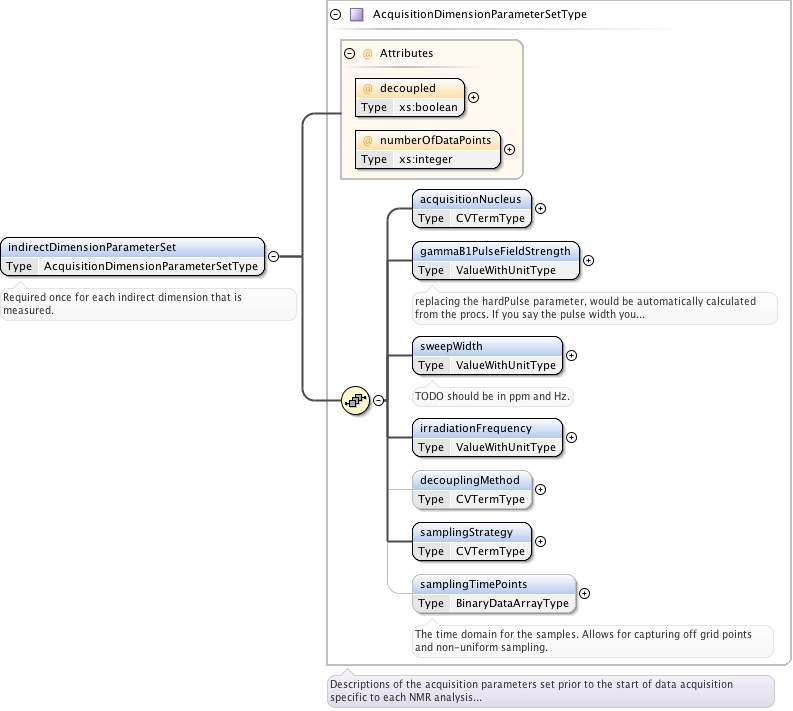 AcquisitionDimensionParameterSetType
@ Attributes
@ decoupled
Type xs:boolean
@ numberOfDataPoints
Type xs:integer
indirectDimensionParameterSet
Type AcquisitionDimensionParameterSetType
Required once for each indirect dimension that is
measured.
acquisitionNucleus
Type CVTermType
gammaB1PulseFieldStrength
Type ValueWithUnitType
replacing the hardPulse parameter, would be automatically calculated
from the procs. If you say the pulse width you...
sweepWidth
Type ValueWithUnitType
TODO should be in ppm and Hz.
irradiationFrequency
Type ValueWithUnitType
decouplingMethod
Type CVTermType
samplingStrategy
Type CVTermType
samplingTimePoints
Type BinaryDataArrayType
The time domain for the samples. Allows for capturing off grid points
and non-uniform sampling.
Descriptions of the acquisition parameters set prior to the start of data acquisition
specific to each NMR analysis...